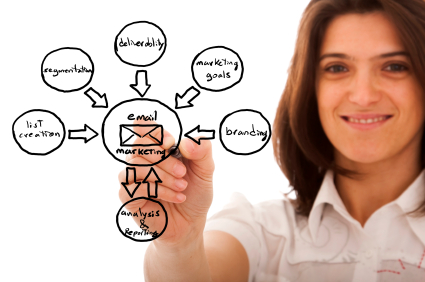 deliverability
segmentation
marketing
goals
list
creation
email
marketing
branding
analysis
&
Reporting